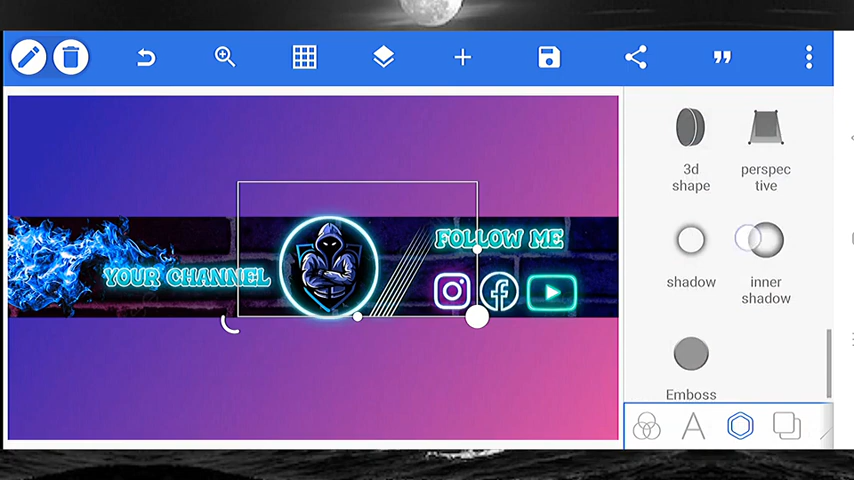 3d
shape
perspec
tive
FOLLOW ME
YOUR CHANNEL
shadow
inner
shadow
Emboss